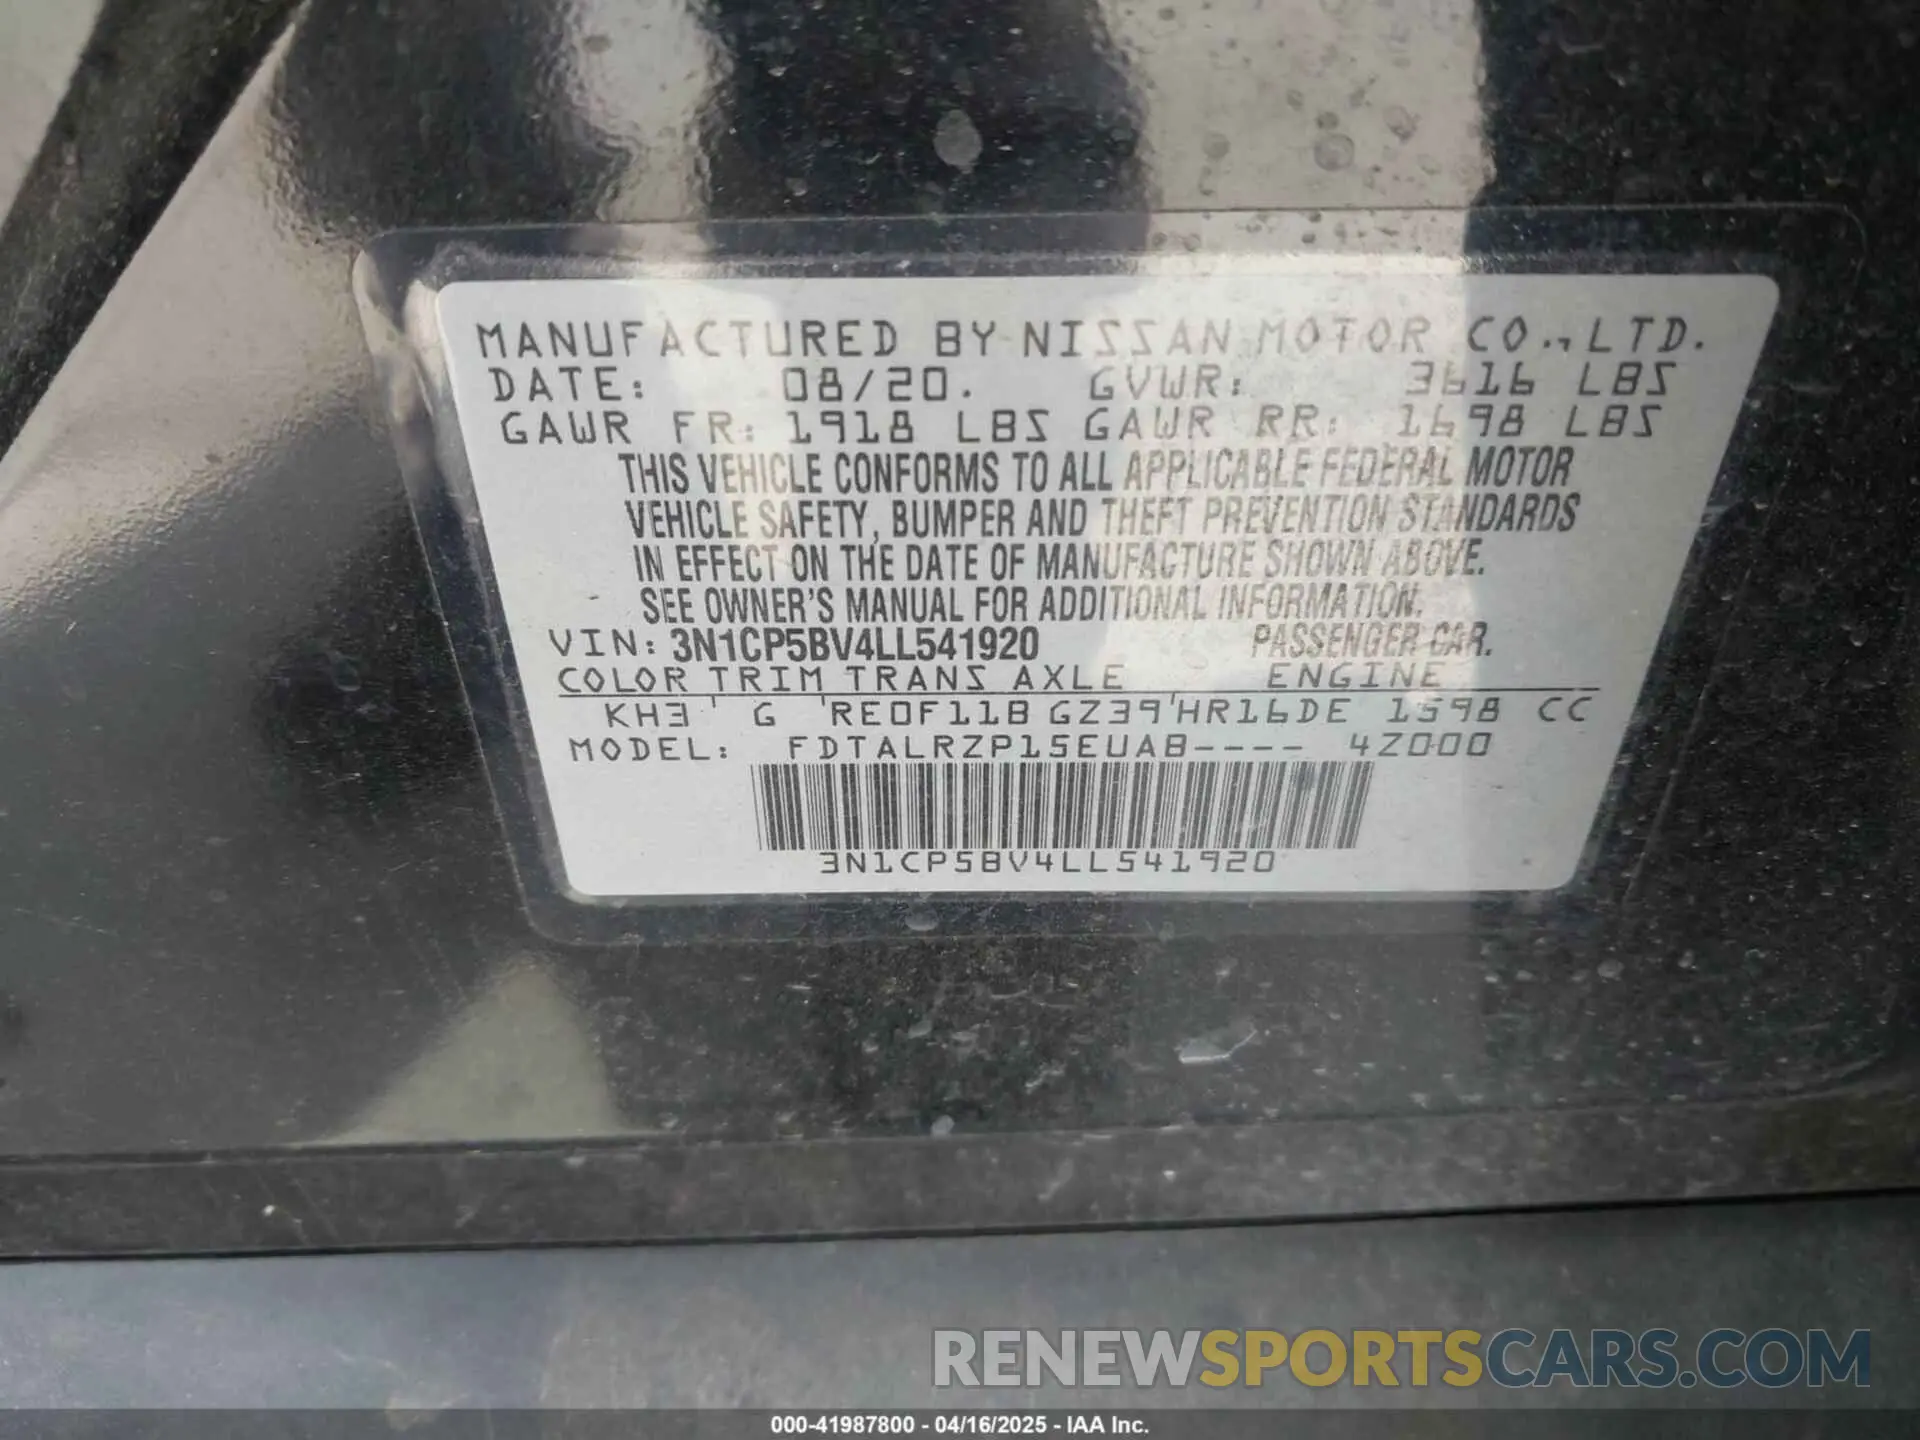 MANUFACTURED BY NISSAN MOTOR CO., LTD.
DATE: 08/20. GVWR: 3616 LBS
GAWR FR: 1918 LBS GAWR RR: 1698 LBS
THIS VEHICLE CONFORMS TO ALL APPLICABLE FEDERAL MOTOR
VEHICLE SAFETY, BUMPER AND THEFT PREVENTION STANDARDS
IN EFFECT ON THE DATE OF MANUFACTURE SHOWN ABOVE.
SEE OWNER'S MANUAL FOR ADDITIONAL INFORMATION.
VIN: 3N1CP5BV4LL541920 PASSENGER CAR.
COLOR TRIM TRANS AXLE ENGINE
KH3 ' G 'RE0F11B GZ39'HR16DE 1598 CC
MODEL: FDTALRZP15EUAB---- 4Z000
3N1CP5BV4LL541920
RENEWSPORTSCARS.COM
000-41987800 - 04/16/2025 - IAA Inc.